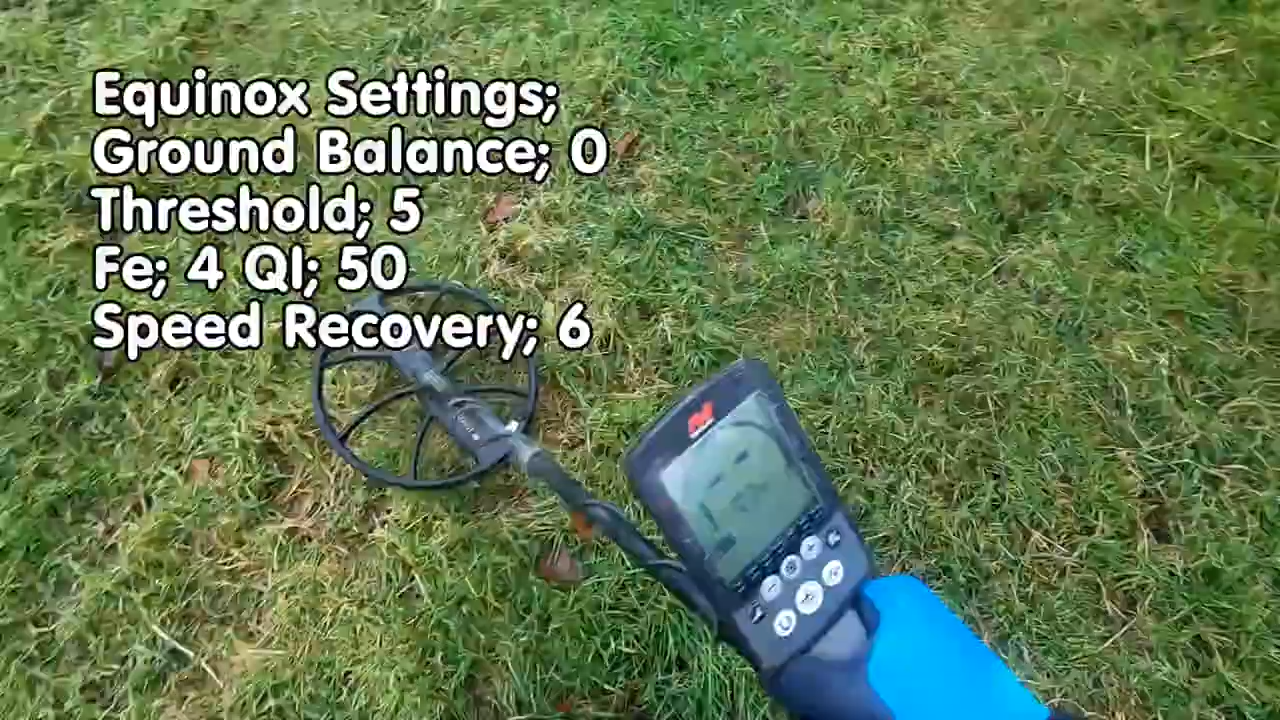 Equinox Settings;
Ground Balance; 0
Threshold; 5
Fe; 4 QI; 50
Speed Recovery; 6